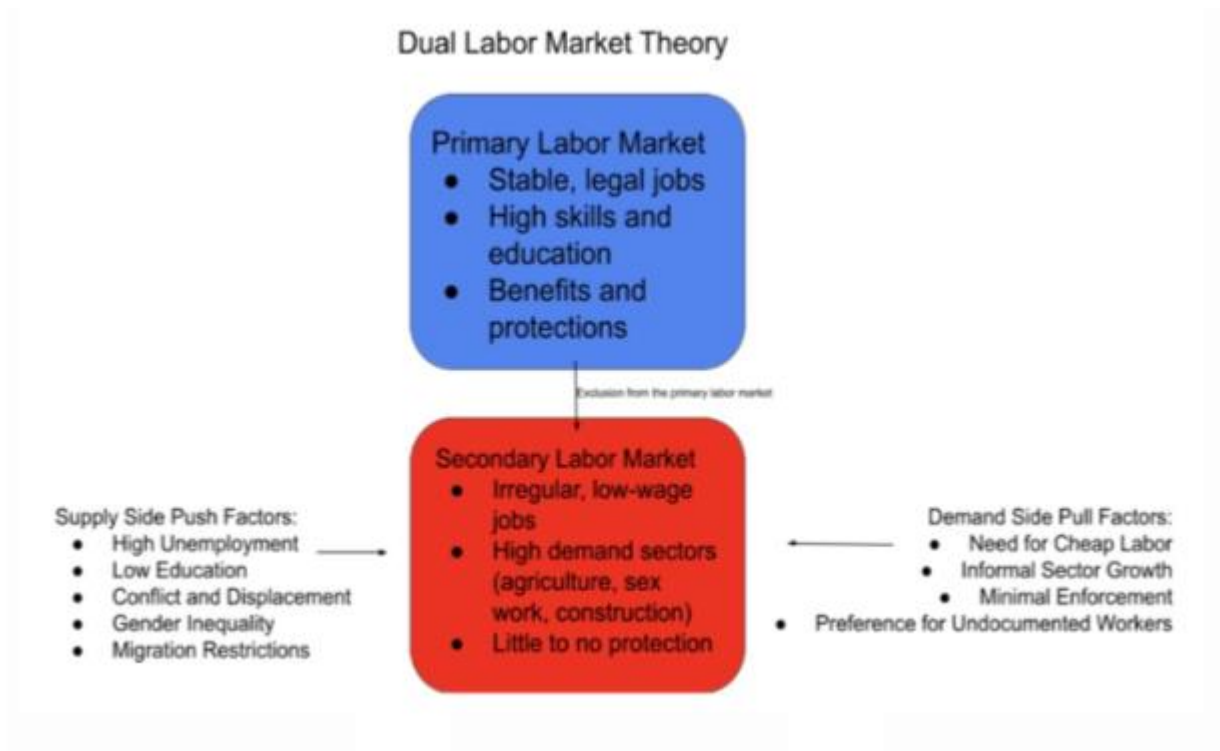 Dual Labor Market Theory
Primary Labor Market
● Stable, legal jobs
● High skills and
education
● Benefits and
protections
Exclusion from the primary labor market
Secondary Labor Market
● Irregular, low-wage
jobs
● High demand sectors
(agriculture, sex
work, construction)
● Little to no protection
Supply Side Push Factors:
● High Unemployment
● Low Education
● Conflict and Displacement
● Gender Inequality
● Migration Restrictions
Demand Side Pull Factors:
● Need for Cheap Labor
● Informal Sector Growth
● Minimal Enforcement
● Preference for Undocumented Workers